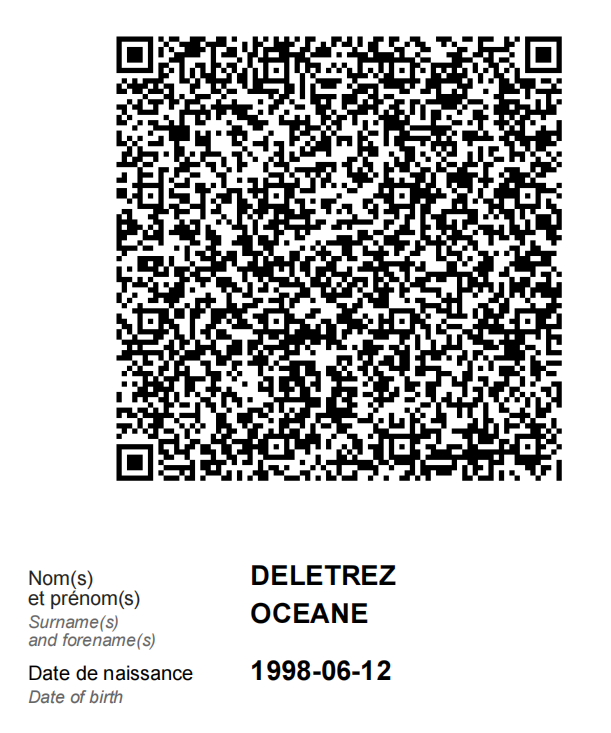 Nom(s)
et prénom(s)
Surname(s)
and forename(s)
DELETREZ
OCEANE
Date de naissance
Date of birth
1998-06-12